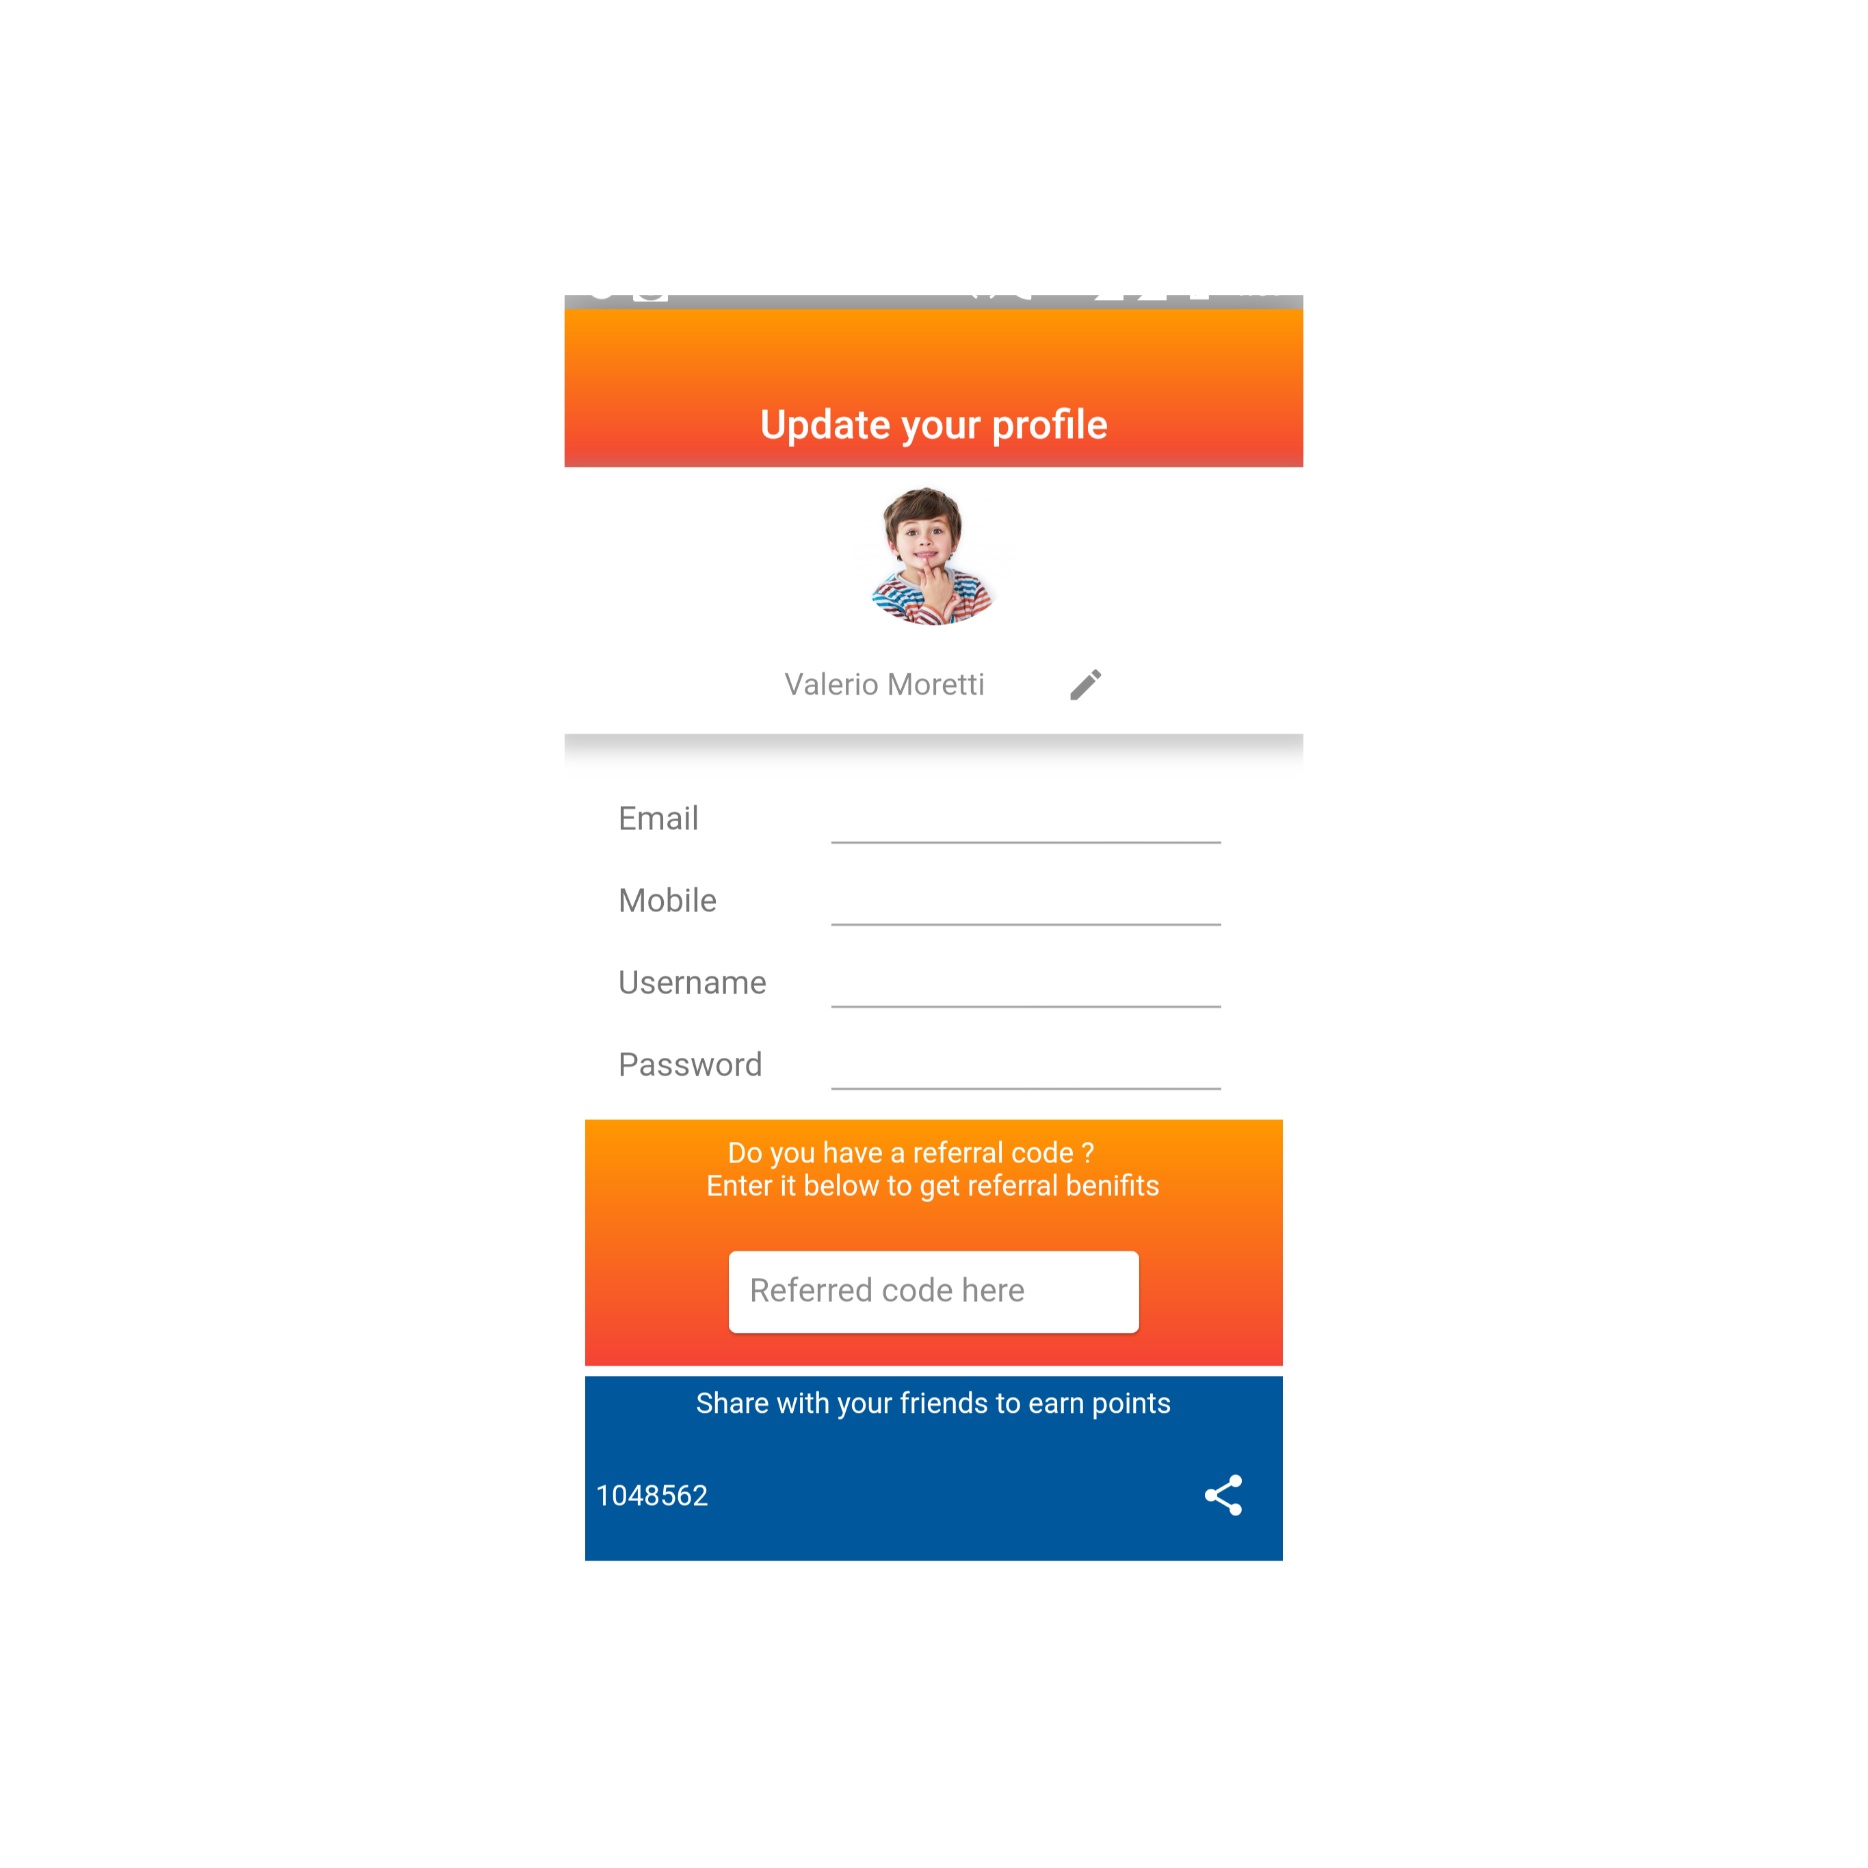 Update your profile
Valerio Moretti
Email
Mobile
Username
Password
Do you have a referral code ?
Enter it below to get referral benifits
Referred code here
Share with your friends to earn points
1048562